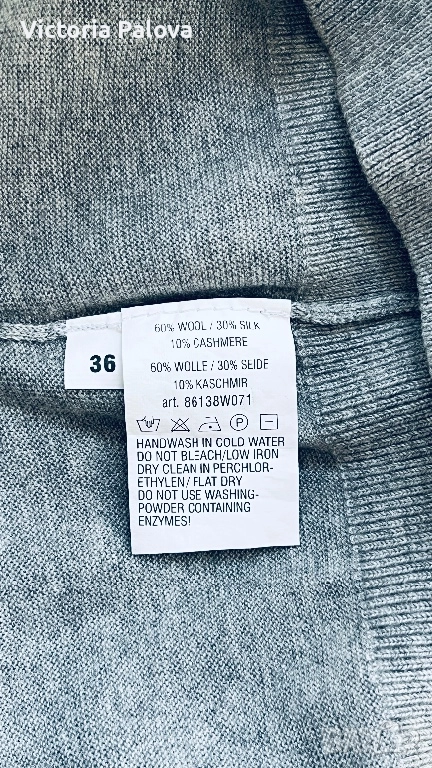 Victoria Palova
36
60% WOOL / 30% SILK
10% CASHMERE
60% WOLLE / 30% SEIDE
10% KASCHMIR
art. 86138W071
P
HANDWASH IN COLD WATER
DO NOT BLEACH/LOW IRON
DRY CLEAN IN PERCHLOR-
ETHYLEN/ FLAT DRY
DO NOT USE WASHING-
POWDER CONTAINING
ENZYMES!